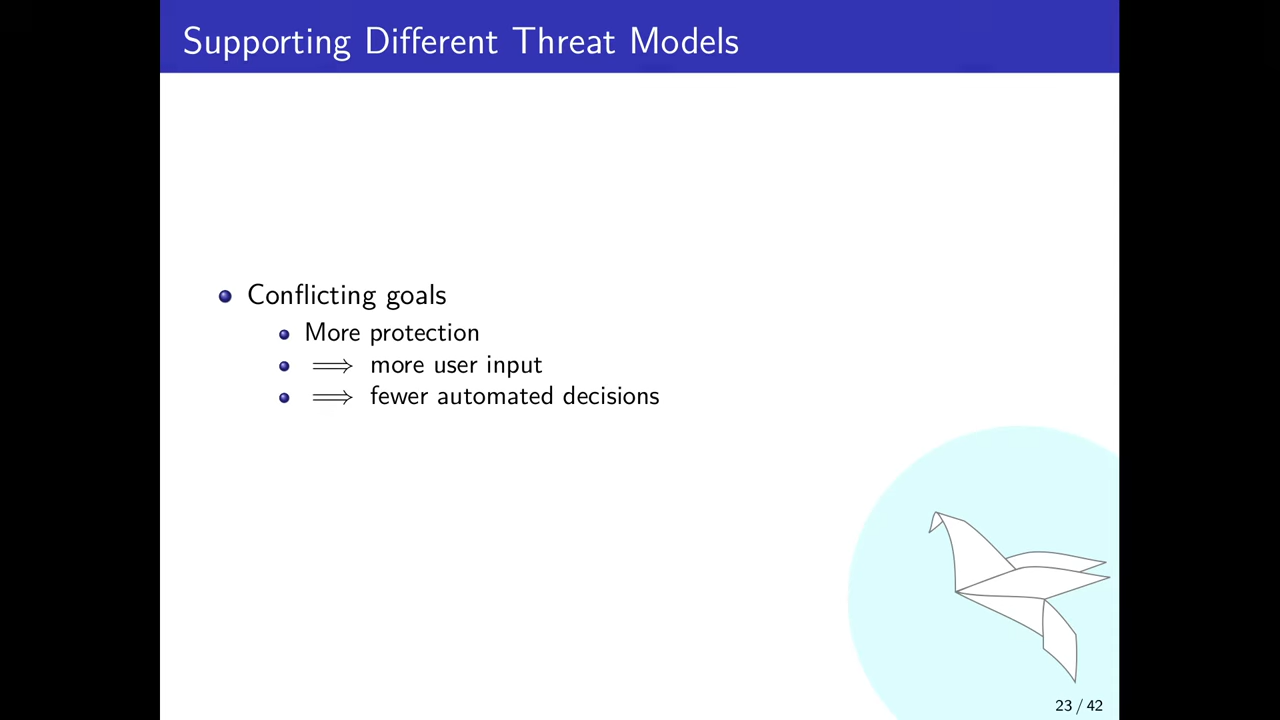 Supporting Different Threat Models
Conflicting goals
More protection
⟹ more user input
⟹ fewer automated decisions
23 / 42